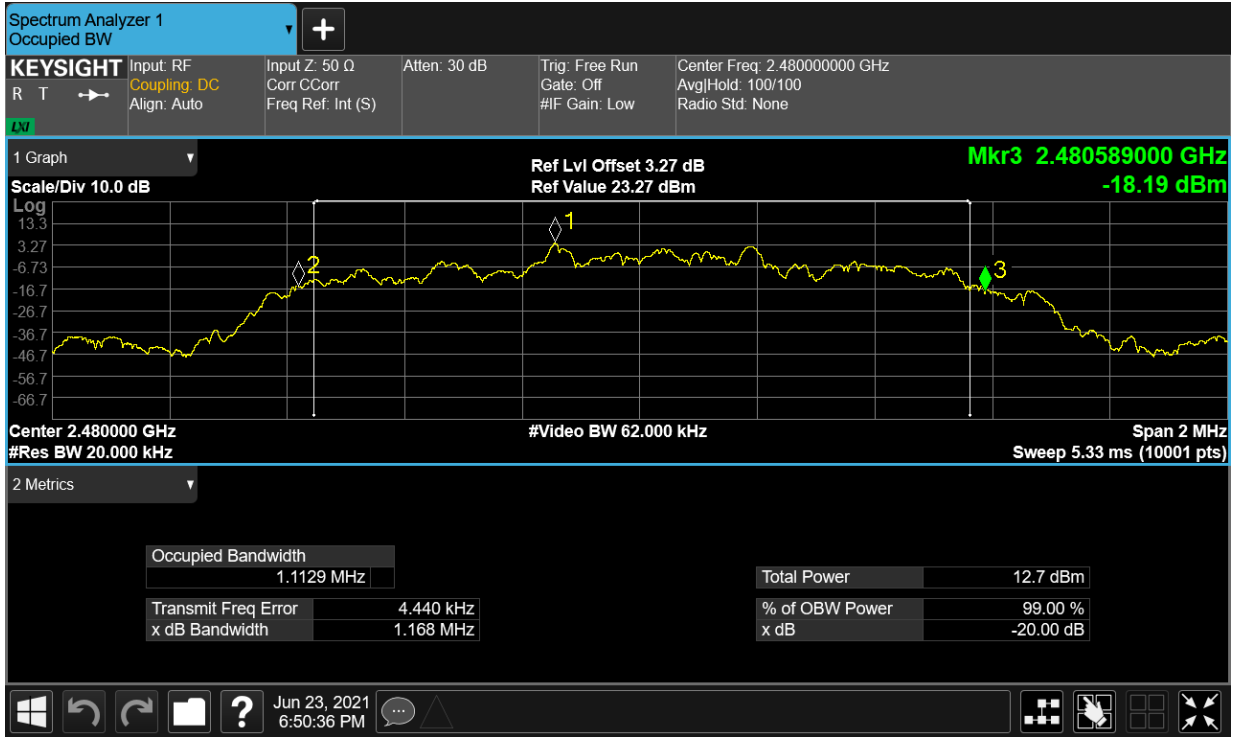 Spectrum Analyzer 1
Occupied BW
KEYSIGHT
R T
LXI
Input: RF
Coupling: DC
Align: Auto
Input Z: 50 Ω
Corr CCorr
Freq Ref: Int (S)
Atten: 30 dB
Trig: Free Run
Gate: Off
#IF Gain: Low
Center Freq: 2.480000000 GHz
Avg|Hold: 100/100
Radio Std: None
1 Graph
Scale/Div 10.0 dB
Ref Lvl Offset 3.27 dB
Ref Value 23.27 dBm
Mkr3 2.480589000 GHz
-18.19 dBm
Log
13.3
3.27
-6.73
-16.7
-26.7
-36.7
-46.7
-56.7
-66.7
1
2
3
Center 2.480000 GHz
#Video BW 62.000 kHz
Span 2 MHz
#Res BW 20.000 kHz
Sweep 5.33 ms (10001 pts)
2 Metrics
Occupied Bandwidth
1.1129 MHz
Transmit Freq Error 4.440 kHz
x dB Bandwidth 1.168 MHz
Total Power 12.7 dBm
% of OBW Power 99.00 %
x dB -20.00 dB
?
Jun 23, 2021
6:50:36 PM